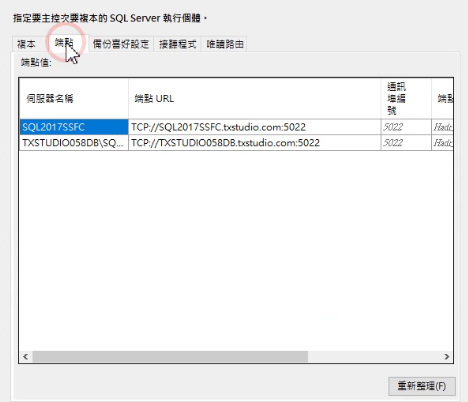 指定要主控次要複本的 SQL Server 執行個體。
複本 端點 備份喜好設定 接聽程式 唯讀路由
端點值:
伺服器名稱 端點 URL 通訊埠編號 端點
SQL2017SSFC TCP://SQL2017SSFC.txstudio.com:5022 5022 Hadr_
TXSTUDIO058DB\SQ... TCP://TXSTUDIO058DB.txstudio.com:5022 5022 Hadr_
重新整理(F)